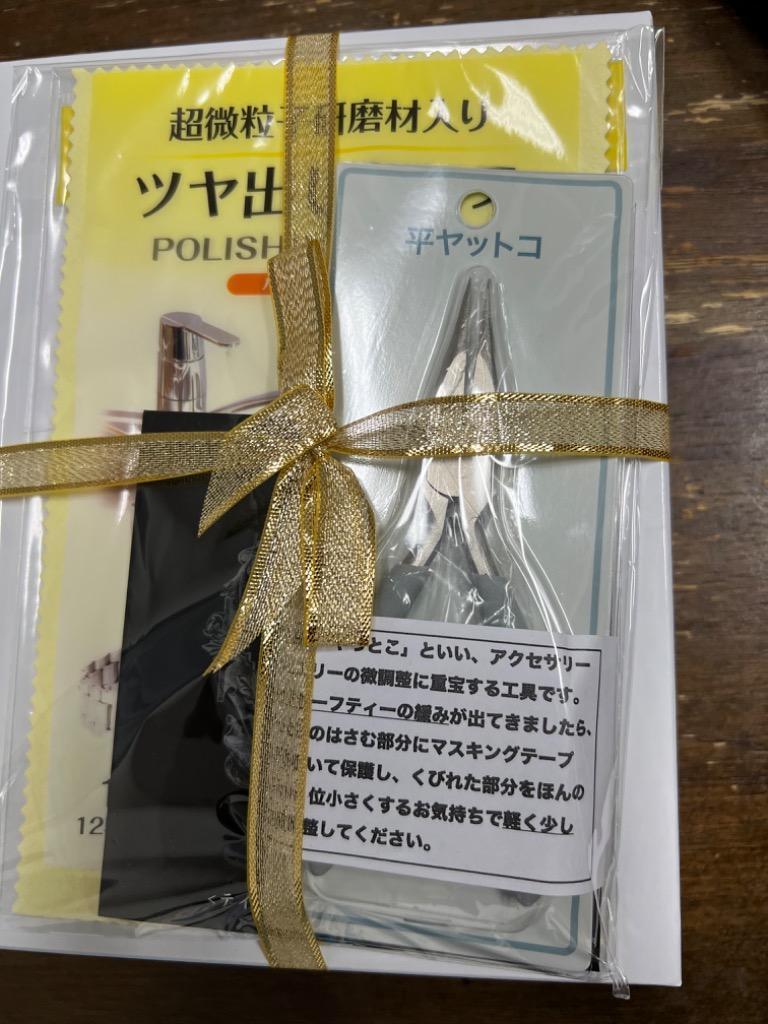 超微粒子研磨材入り
ツヤ出し
POLISH
平ヤットコ
やっとこ」といい、アクセサリー
リーの微調整に重宝する工具です。
ーフティーの緩みが出てきましたら、
のはさむ部分にマスキングテープ
いて保護し、くびれた部分をほんの
位小さくするお気持ちで軽く少し
整してください。
12